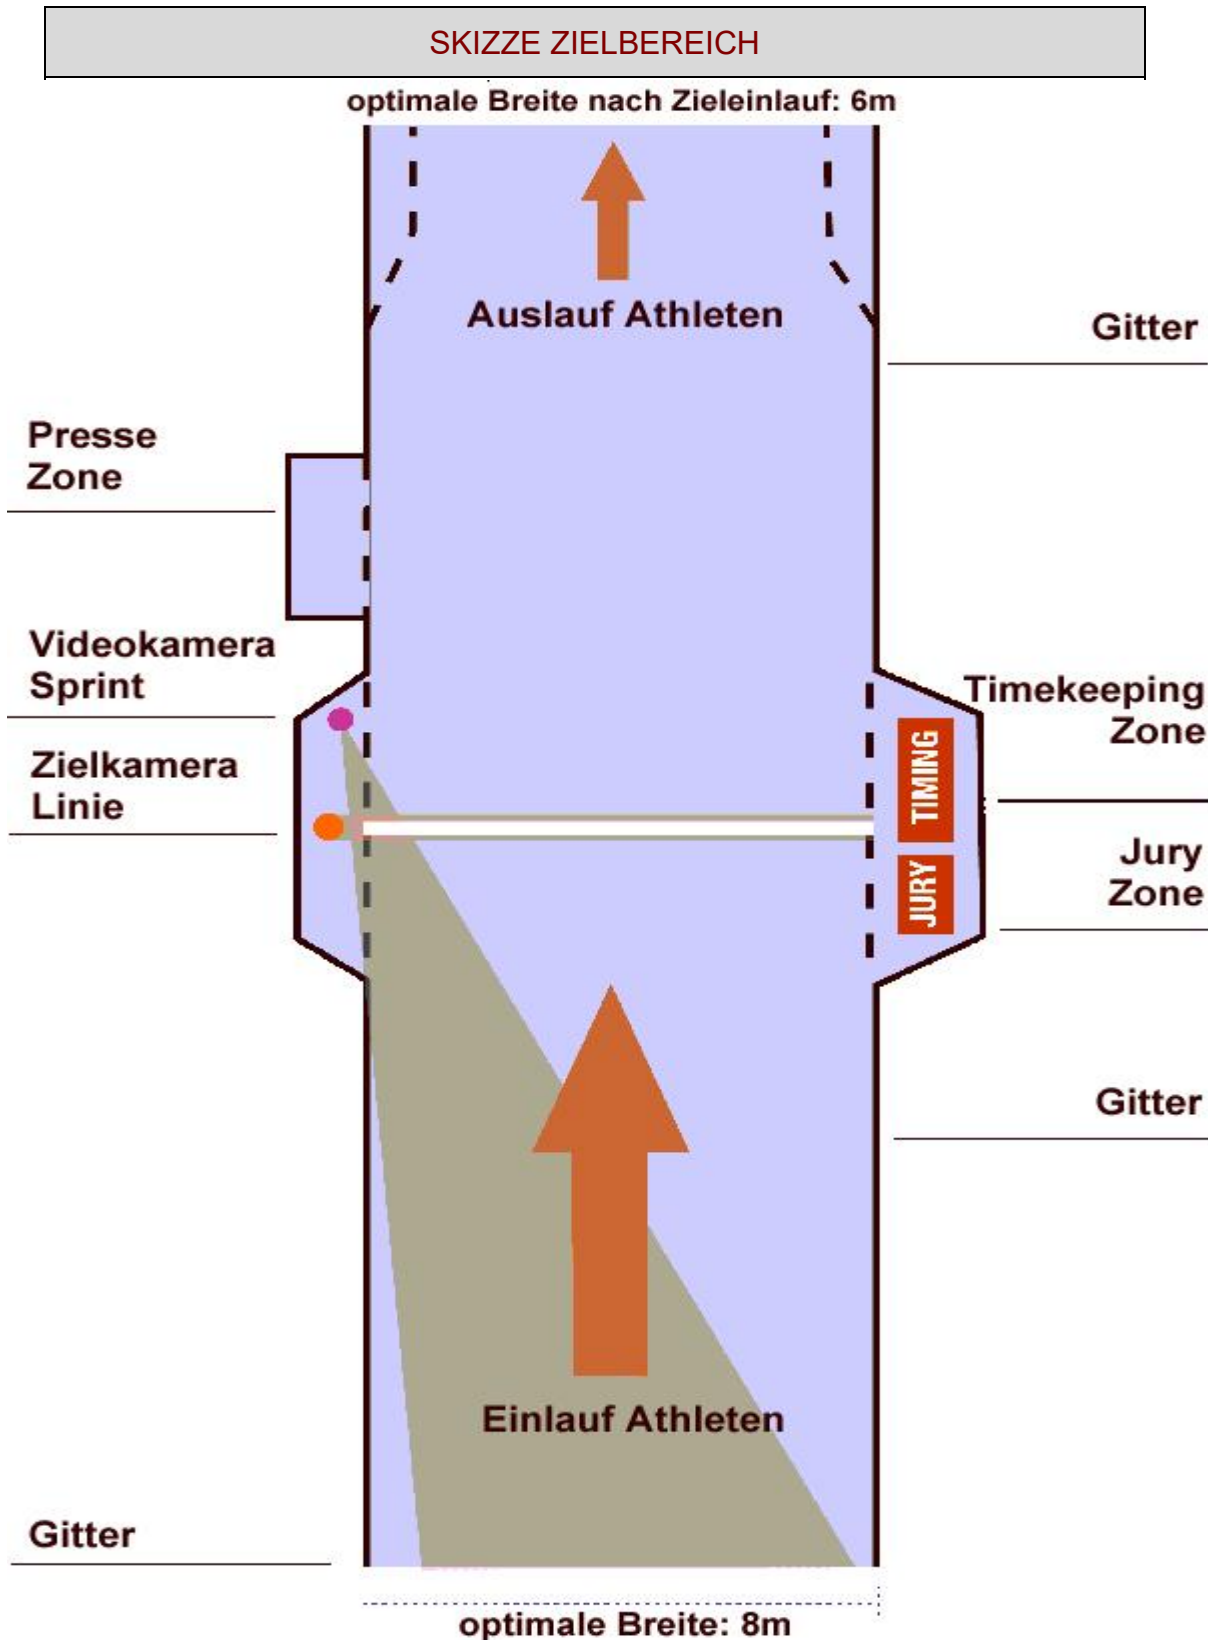 SKIZZE ZIELBEREICH
optimale Breite nach Zieleinlauf: 6m
Auslauf Athleten
Gitter
Presse
Zone
Videokamera
Sprint
Timekeeping
Zone
Zielkamera
Linie
TIMING
JURY
Jury
Zone
Gitter
Einlauf Athleten
Gitter
optimale Breite: 8m